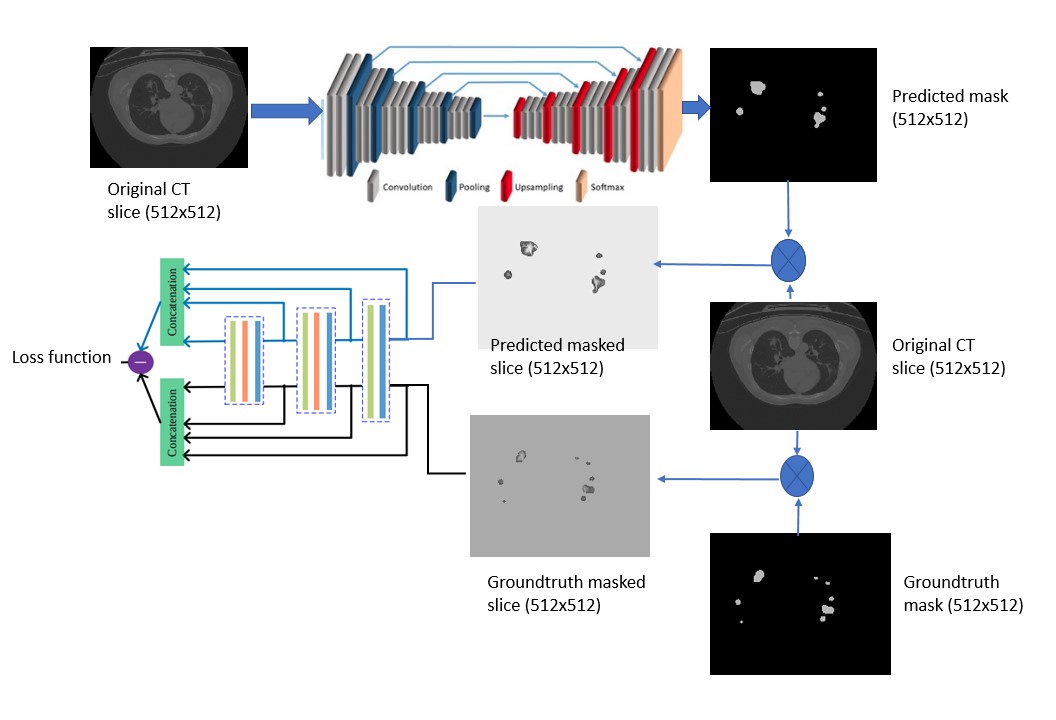 Original CT
slice (512x512)
Convolution
Pooling
Upsampling
Softmax
Predicted mask
(512x512)
Predicted masked
slice (512x512)
Original CT
slice (512x512)
Concatenation
Loss function
Concatenation
Groundtruth masked
slice (512x512)
Groundtruth
mask (512x512)